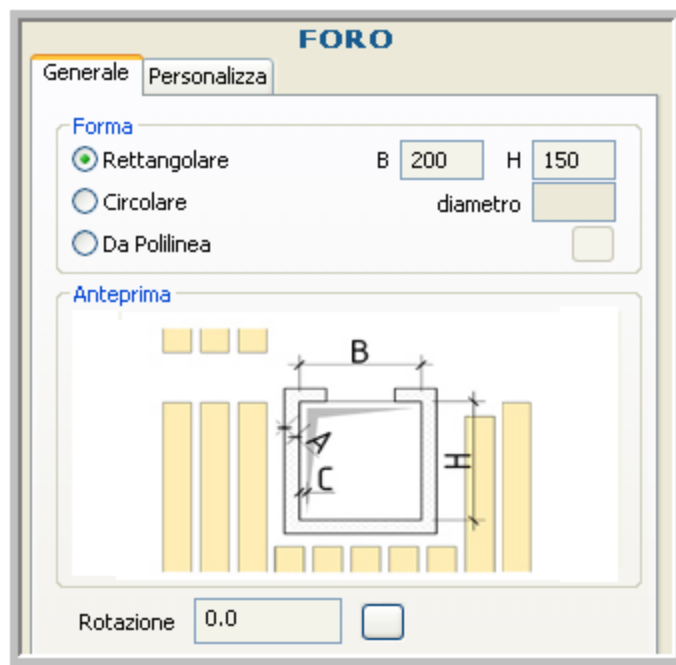 FORO
Generale Personalizza
Forma
Rettangolare B 200 H 150
Circolare diametro
Da Polilinea
Anteprima
B
A
H
C
Rotazione 0.0